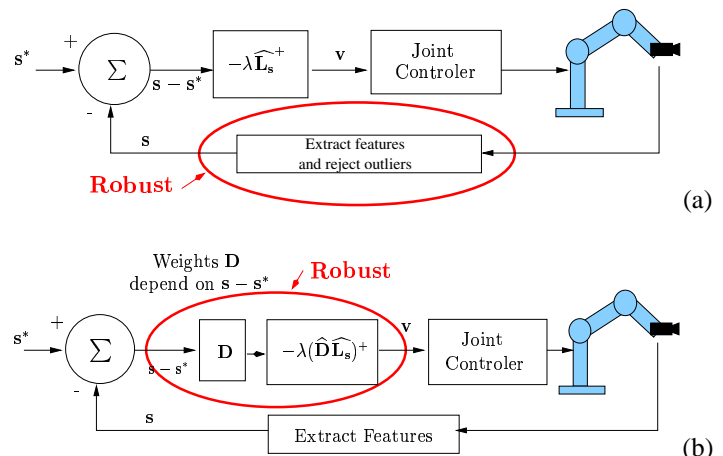 s*
+
Σ
-
s − s*
−λL̂ₛ⁺
v
Joint
Controler
s
Extract features
and reject outliers
Robust
(a)
Weights D
depend on s − s*
Robust
s*
+
Σ
-
s − s*
D
−λ(D̂L̂ₛ)⁺
v
Joint
Controler
s
Extract Features
(b)